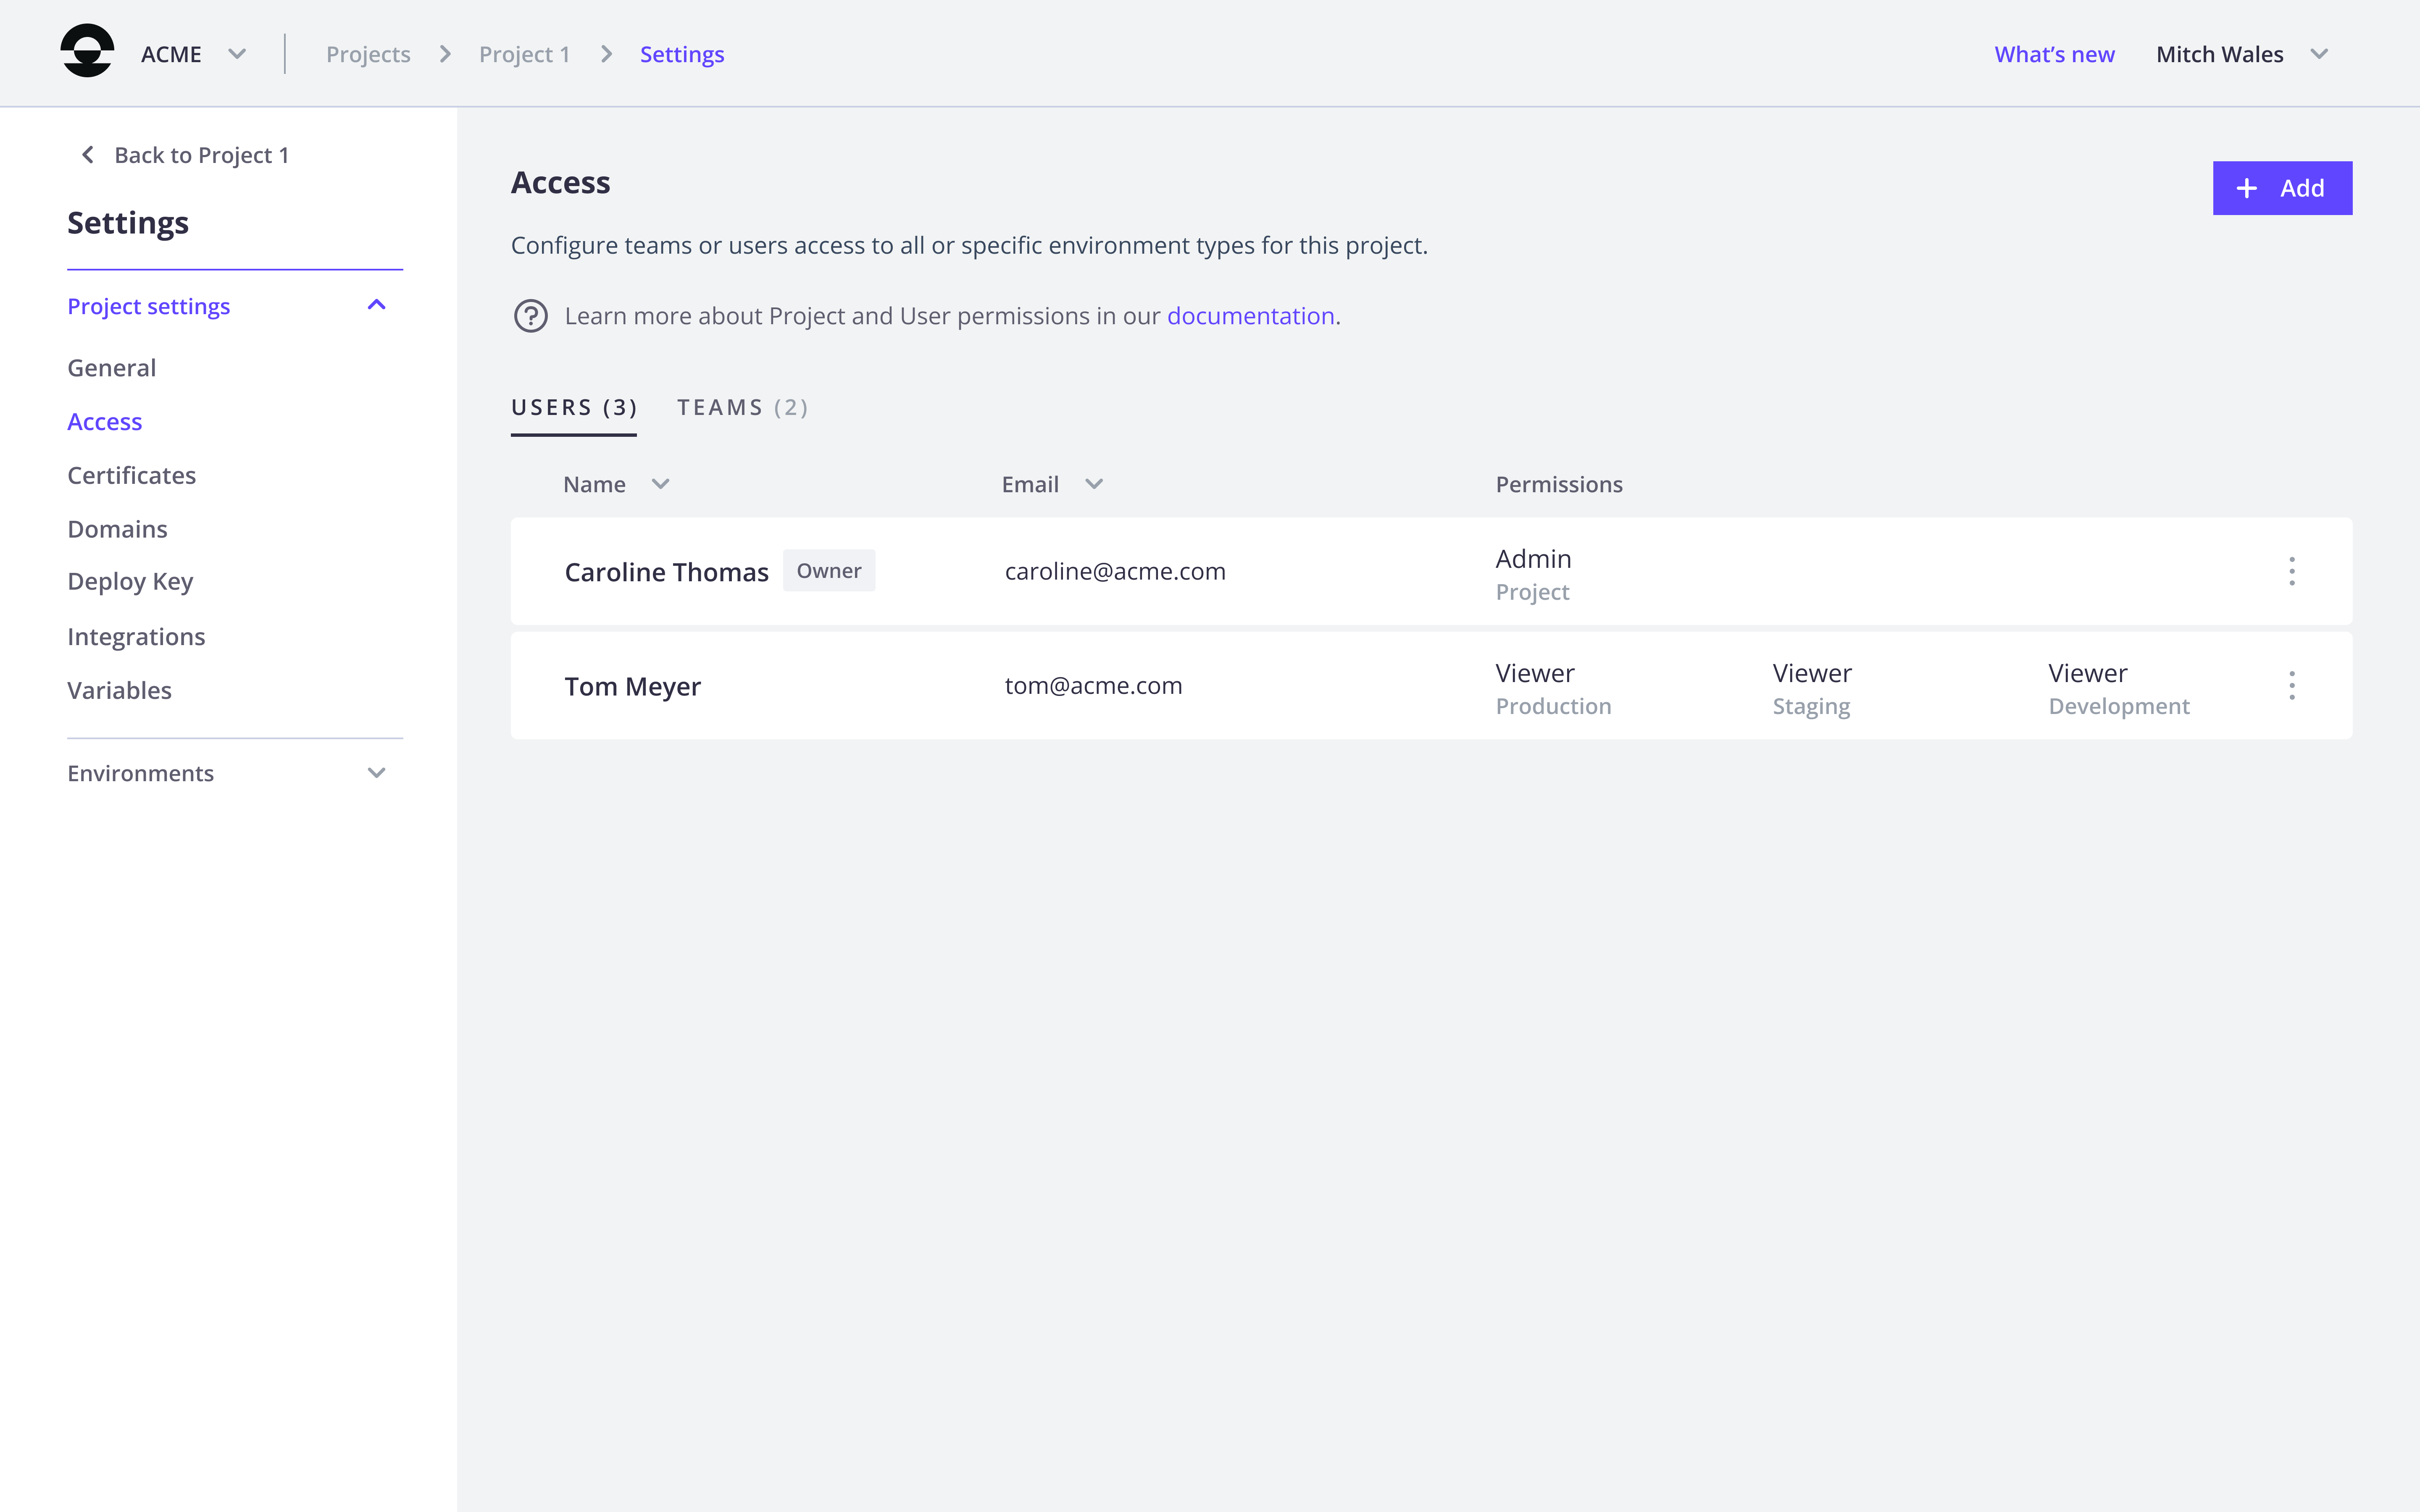 ACME
Projects
Project 1
Settings
What’s new
Mitch Wales
Back to Project 1
Settings
Project settings
General
Access
Certificates
Domains
Deploy Key
Integrations
Variables
Environments
Access
Add
Configure teams or users access to all or specific environment types for this project.
Learn more about Project and User permissions in our documentation.
USERS (3)
TEAMS (2)
Name
Email
Permissions
Caroline Thomas
Owner
caroline@acme.com
Admin
Project
Tom Meyer
tom@acme.com
Viewer
Production
Viewer
Staging
Viewer
Development